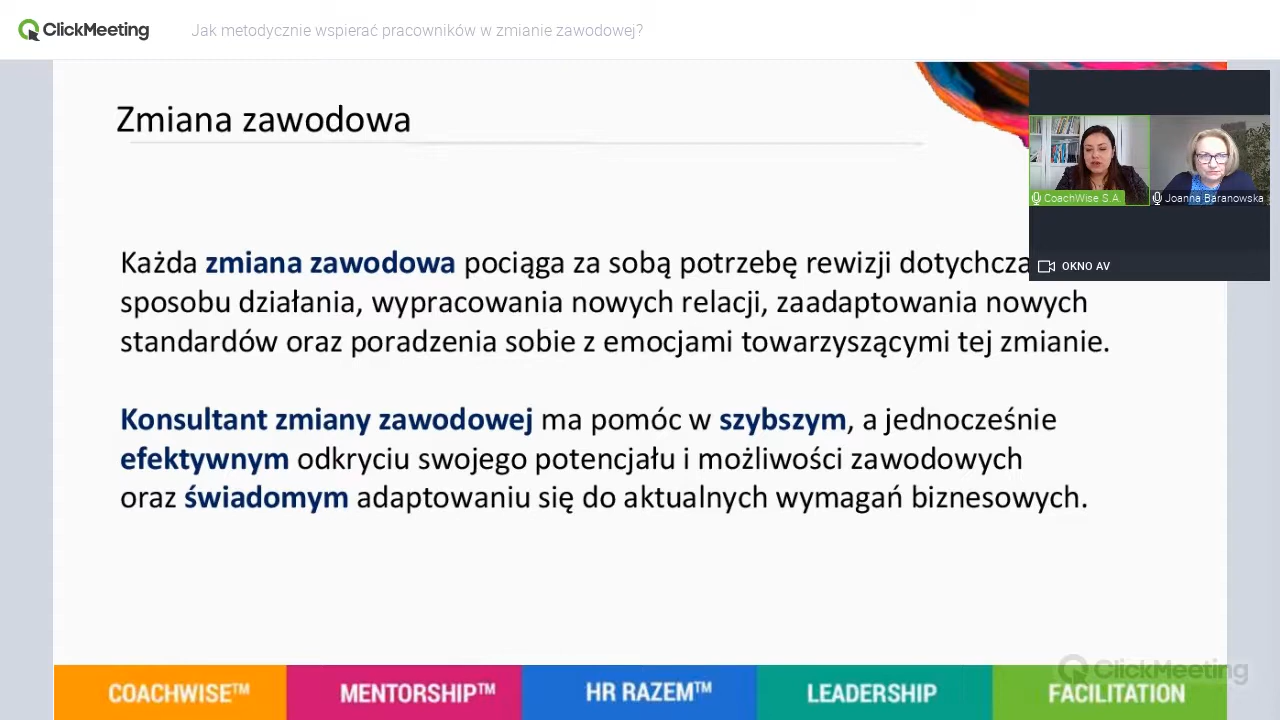 ClickMeeting
Jak metodycznie wspierać pracowników w zmianie zawodowej?
Zmiana zawodowa
CoachWise S.A.
Joanna Baranowska
OKNO AV
Każda zmiana zawodowa pociąga za sobą potrzebę rewizji
sposobu działania, wypracowania nowych relacji, zaadaptowania nowych
standardów oraz poradzenia sobie z emocjami towarzyszącymi tej zmianie.
Konsultant zmiany zawodowej ma pomóc w szybszym, a jednocześnie
efektywnym odkryciu swojego potencjału i możliwości zawodowych
oraz świadomym adaptowaniu się do aktualnych wymagań biznesowych.
ClickMeeting
COACHWISE™
MENTORSHIP™
HR RAZEM™
LEADERSHIP
FACILITATION